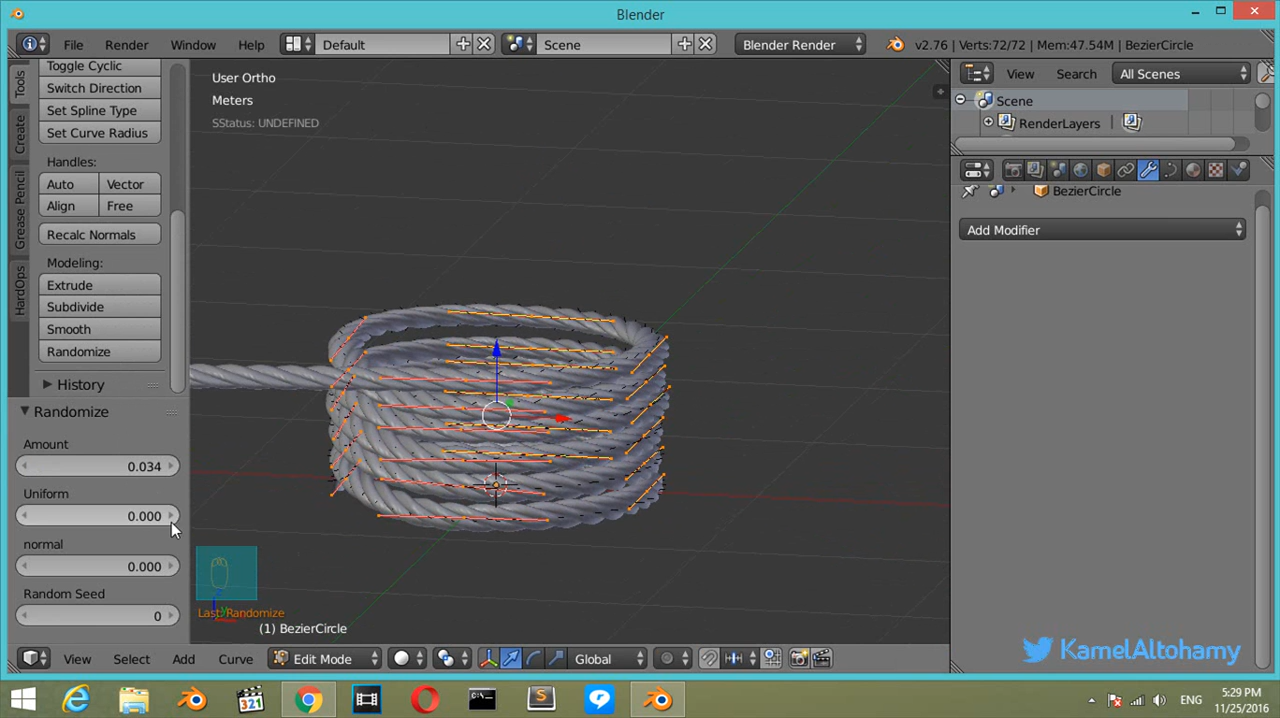 Blender
File Render Window Help Default Scene Blender Render v2.76 | Verts:72/72 | Mem:47.54M | BezierCircle
Tools
Create
Grease Pencil
HardOps
Toggle Cyclic
Switch Direction
Set Spline Type
Set Curve Radius
Handles:
Auto Vector
Align Free
Recalc Normals
Modeling:
Extrude
Subdivide
Smooth
Randomize
History
Randomize
Amount
0.034
Uniform
0.000
normal
0.000
Random Seed
0
User Ortho
Meters
SStatus: UNDEFINED
Last: Randomize
(1) BezierCircle
View Select Add Curve Edit Mode Global
View Search All Scenes
Scene
RenderLayers
BezierCircle
Add Modifier
KamelAltohamy
321
ENG
5:29 PM
11/25/2016